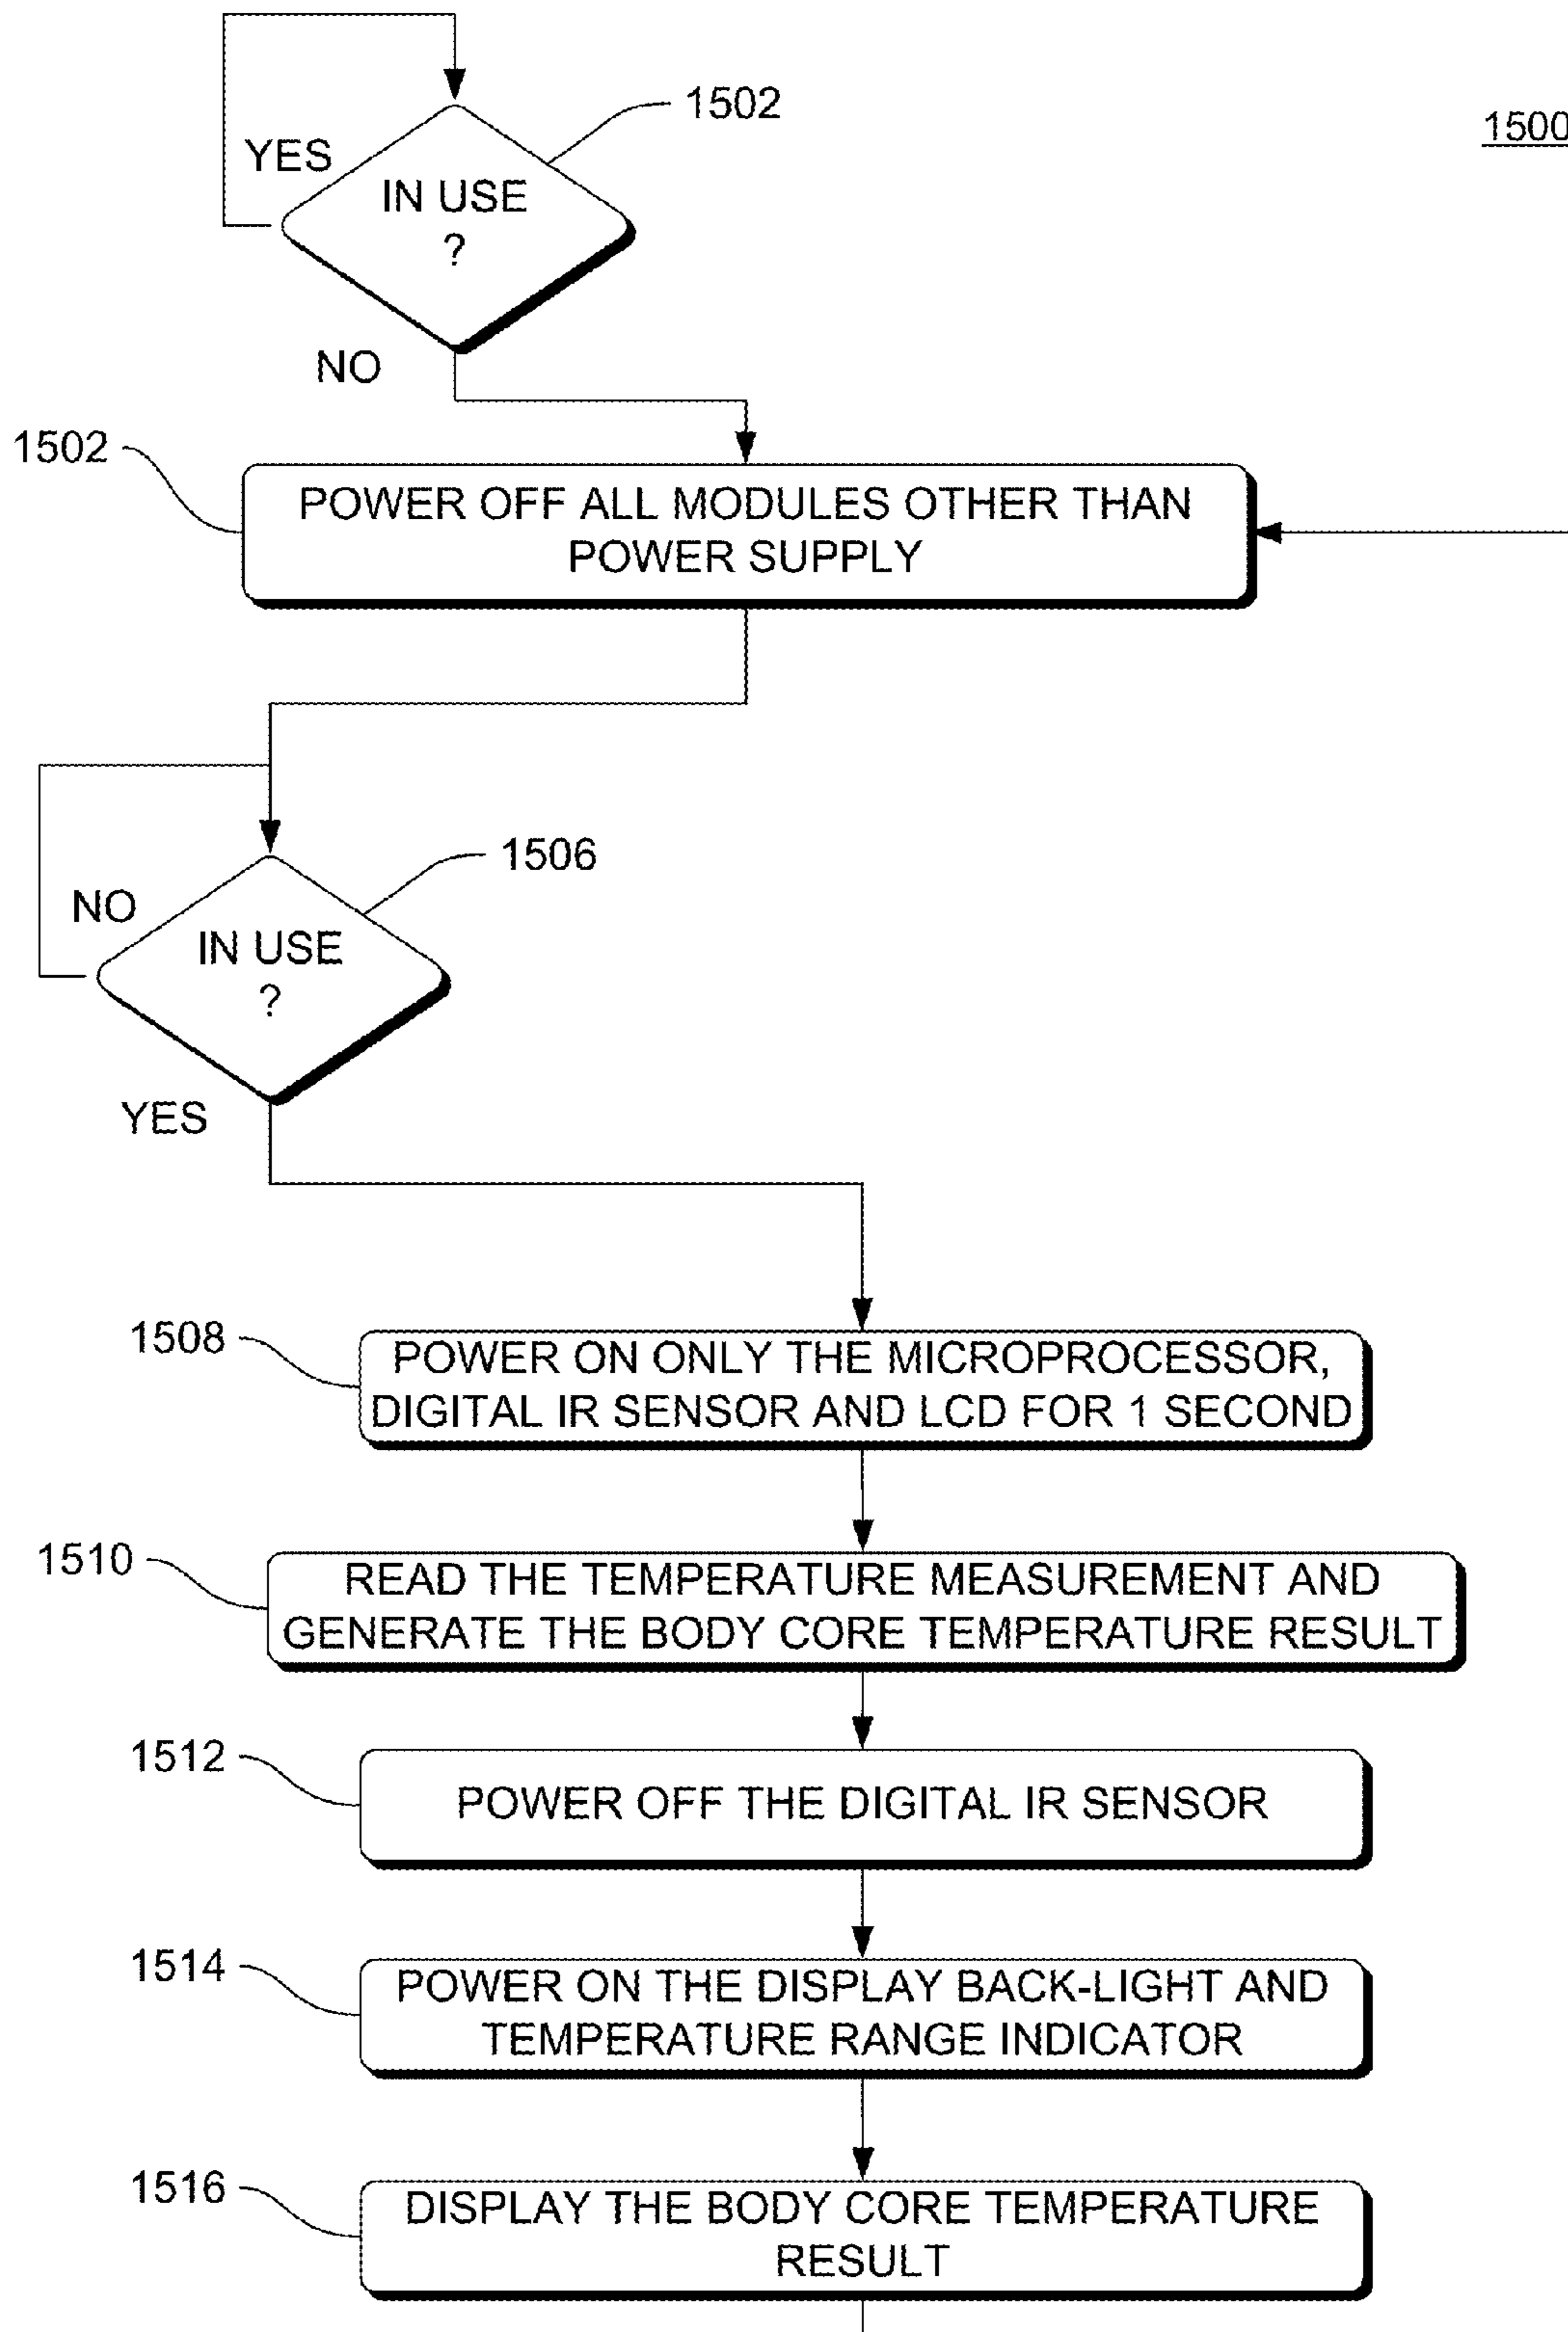 1500
1502
YES
IN USE
?
NO
1502
POWER OFF ALL MODULES OTHER THAN
POWER SUPPLY
1506
NO
IN USE
?
YES
1508
POWER ON ONLY THE MICROPROCESSOR,
DIGITAL IR SENSOR AND LCD FOR 1 SECOND
1510
READ THE TEMPERATURE MEASUREMENT AND
GENERATE THE BODY CORE TEMPERATURE RESULT
1512
POWER OFF THE DIGITAL IR SENSOR
1514
POWER ON THE DISPLAY BACK-LIGHT AND
TEMPERATURE RANGE INDICATOR
1516
DISPLAY THE BODY CORE TEMPERATURE
RESULT